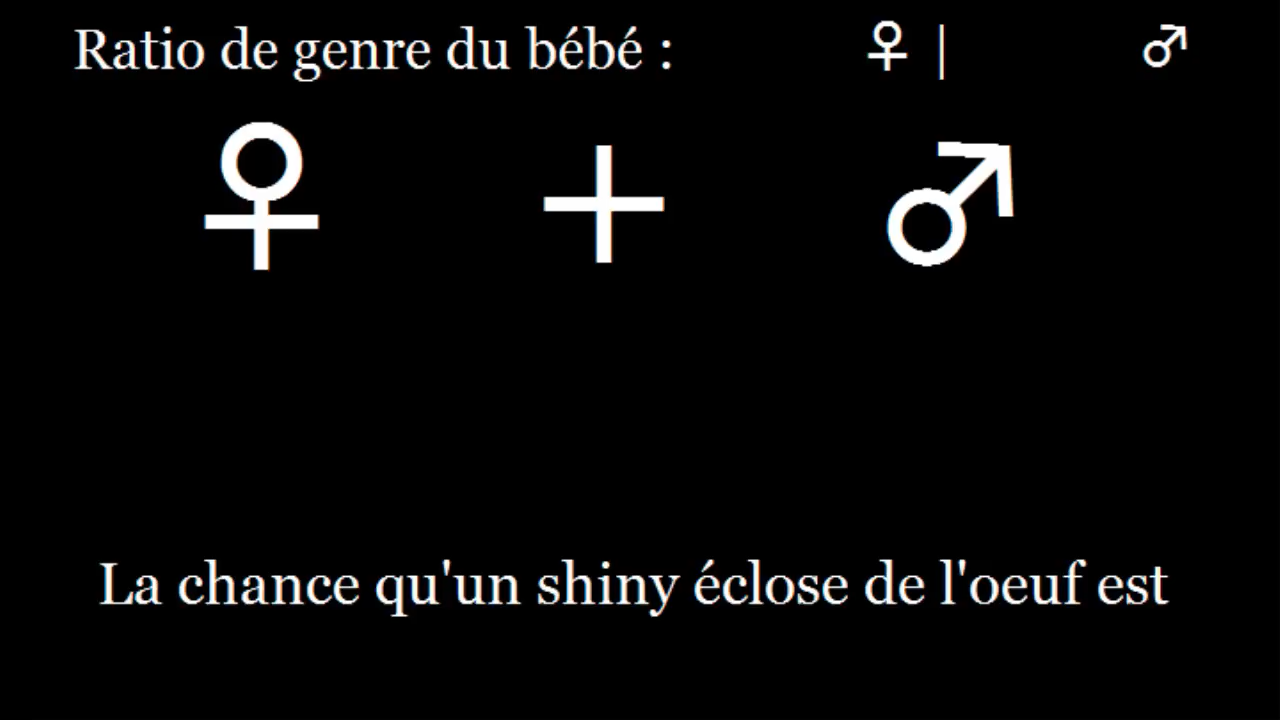 Ratio de genre du bébé : ♀ | ♂
♀ + ♂
La chance qu'un shiny éclose de l'oeuf est